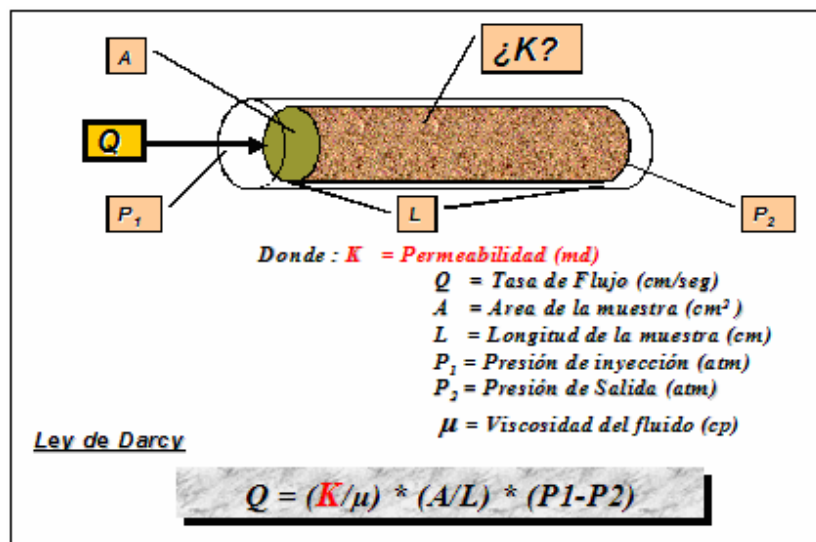 A
¿K?
Q
P₁
L
P₂
Donde : K = Permeabilidad (md)
Q = Tasa de Flujo (cm/seg)
A = Area de la muestra (cm² )
L = Longitud de la muestra (cm)
P₁ = Presión de inyección (atm)
P₂ = Presión de Salida (atm)
μ = Viscosidad del fluido (cp)
Ley de Darcy
Q = (K/μ) * (A/L) * (P1-P2)